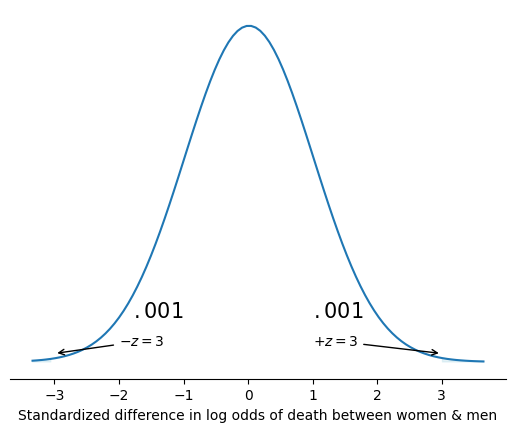 .001 .001
−z = 3 +z = 3
−3 −2 −1 0 1 2 3
Standardized difference in log odds of death between women & men